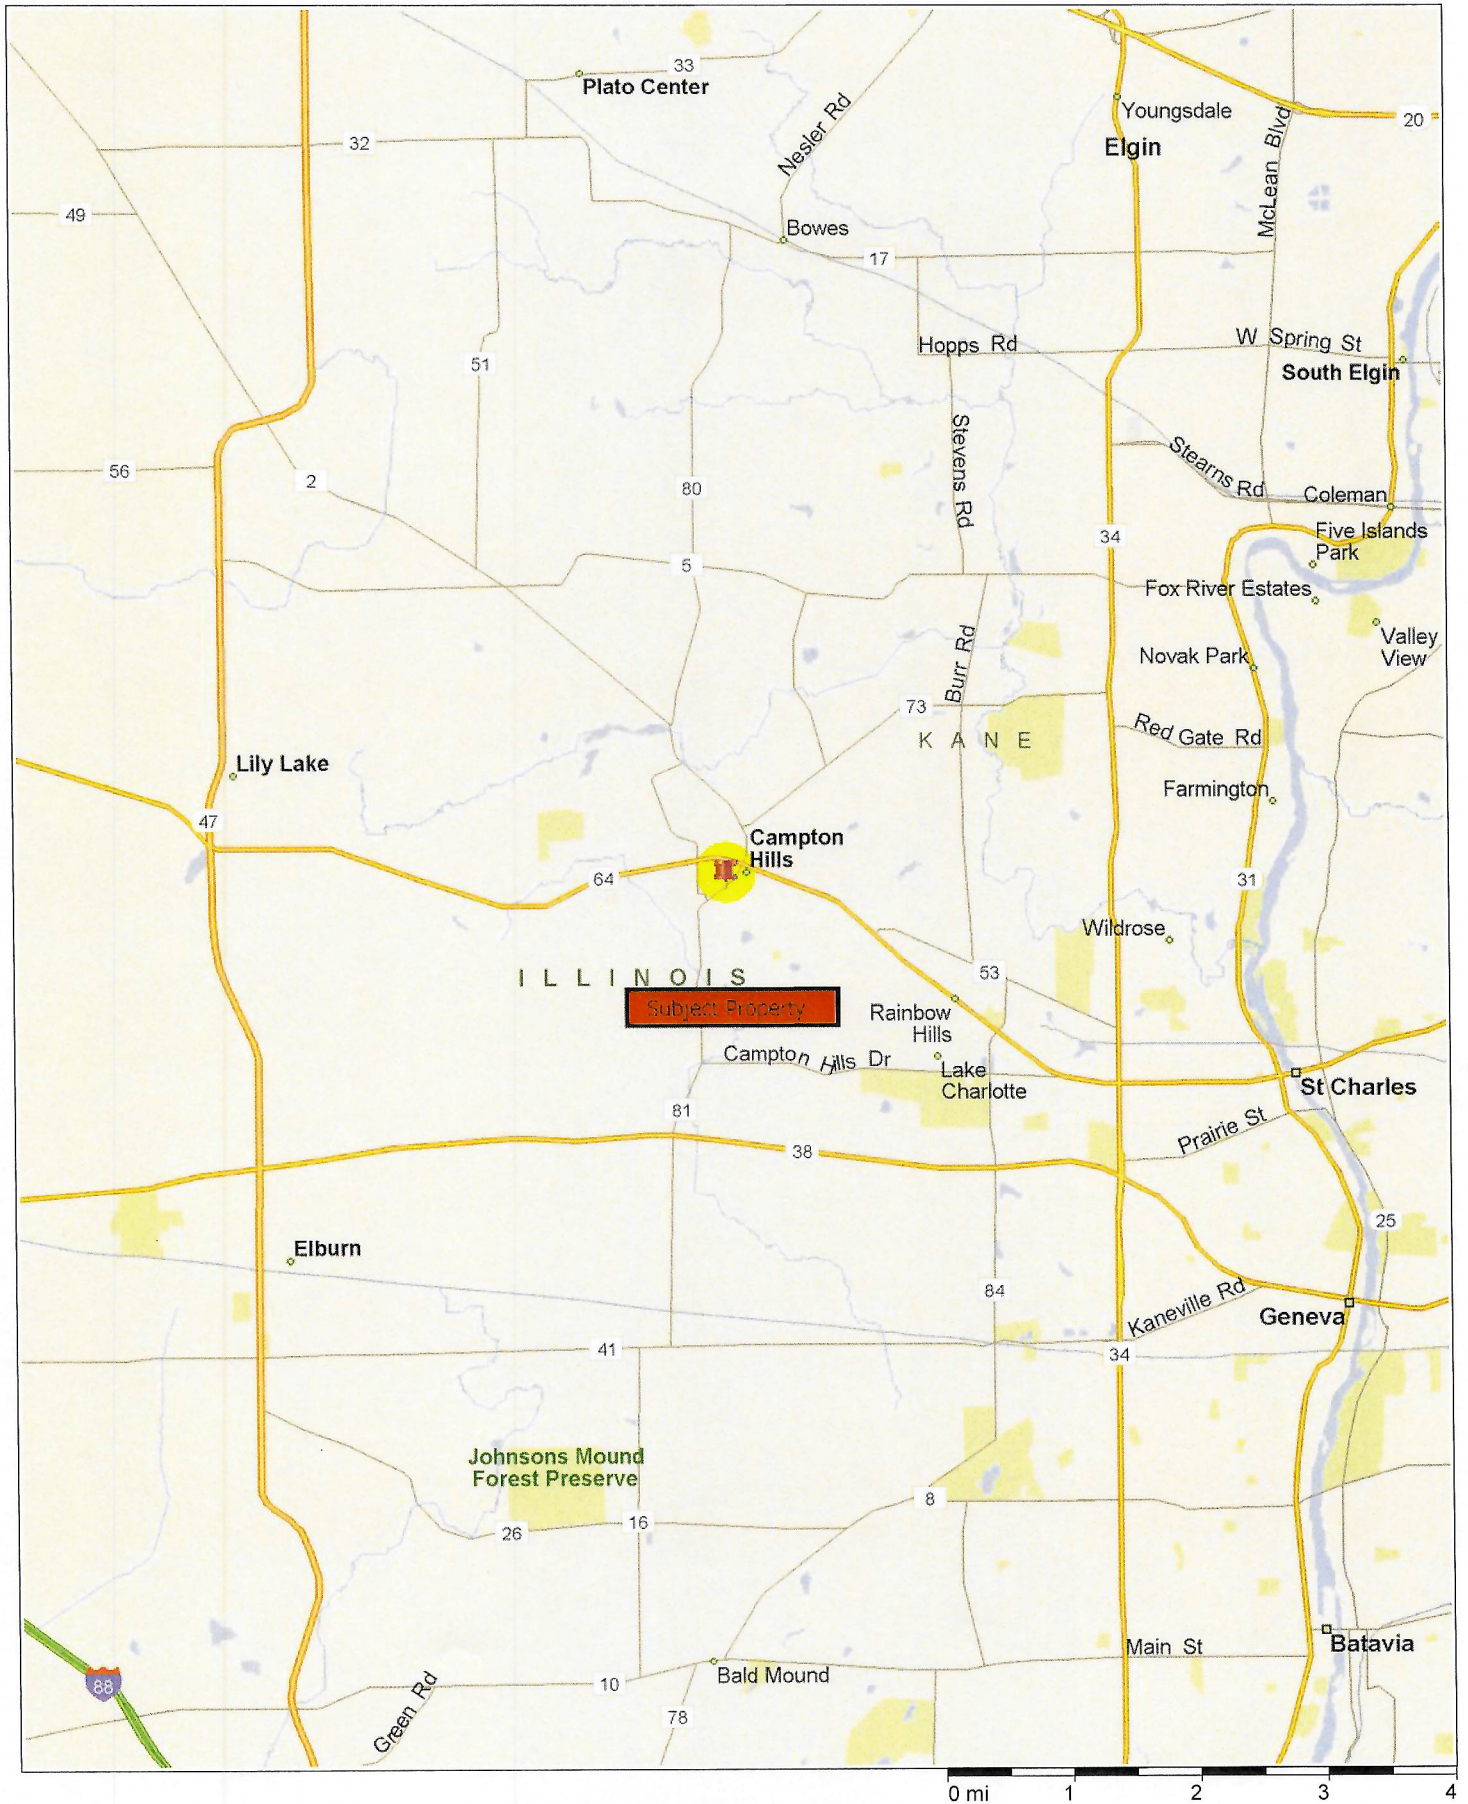 33
Plato Center
Nesler Rd
Youngsdale
20
Elgin
McLean Blvd
32
49
Bowes
17
Hopps Rd
W Spring St
South Elgin
51
Stevens Rd
Stearns Rd
56
2
80
Coleman
Five Islands
Park
34
5
Fox River Estates
Burr Rd
Valley
View
Novak Park
73
KANE
Red Gate Rd
Lily Lake
Farmington
47
Campton
Hills
64
31
Wildrose
ILLINOIS
53
Subject Property
Rainbow
Hills
Campton Hills Dr
Lake
Charlotte
St Charles
81
Prairie St
38
25
Elburn
84
Kaneville Rd
Geneva
41
34
Johnsons Mound
Forest Preserve
8
26
16
Main St
Batavia
88
Green Rd
10
Bald Mound
78
0 mi 1 2 3 4